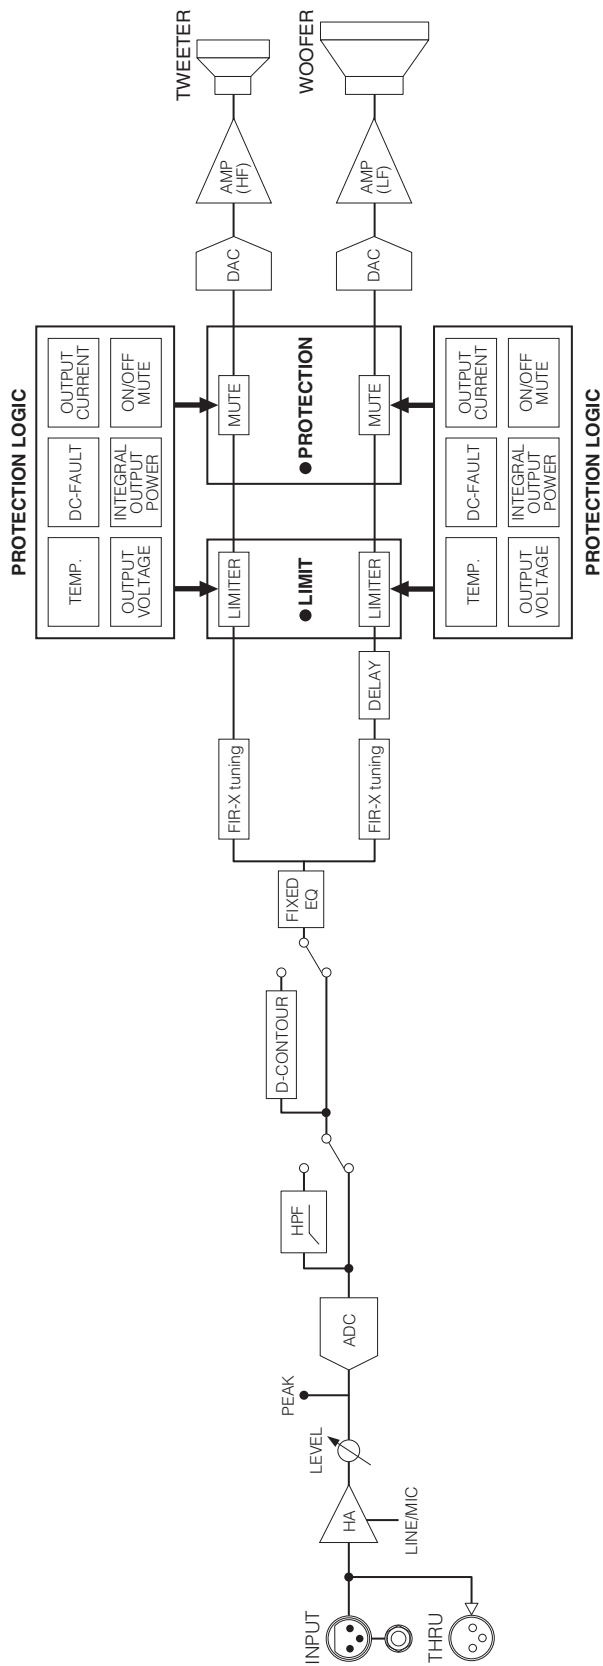 INPUT
THRU
HA
LINE/MIC
LEVEL
PEAK
ADC
HPF
D-CONTOUR
FIXED
EQ
FIR-X tuning
FIR-X tuning
DELAY
LIMITER
● LIMIT
LIMITER
MUTE
● PROTECTION
MUTE
PROTECTION LOGIC
TEMP.
DC-FAULT
OUTPUT
CURRENT
OUTPUT
VOLTAGE
INTEGRAL
OUTPUT
POWER
ON/OFF
MUTE
TEMP.
DC-FAULT
OUTPUT
CURRENT
OUTPUT
VOLTAGE
INTEGRAL
OUTPUT
POWER
ON/OFF
MUTE
PROTECTION LOGIC
DAC
DAC
AMP
(HF)
AMP
(LF)
TWEETER
WOOFER